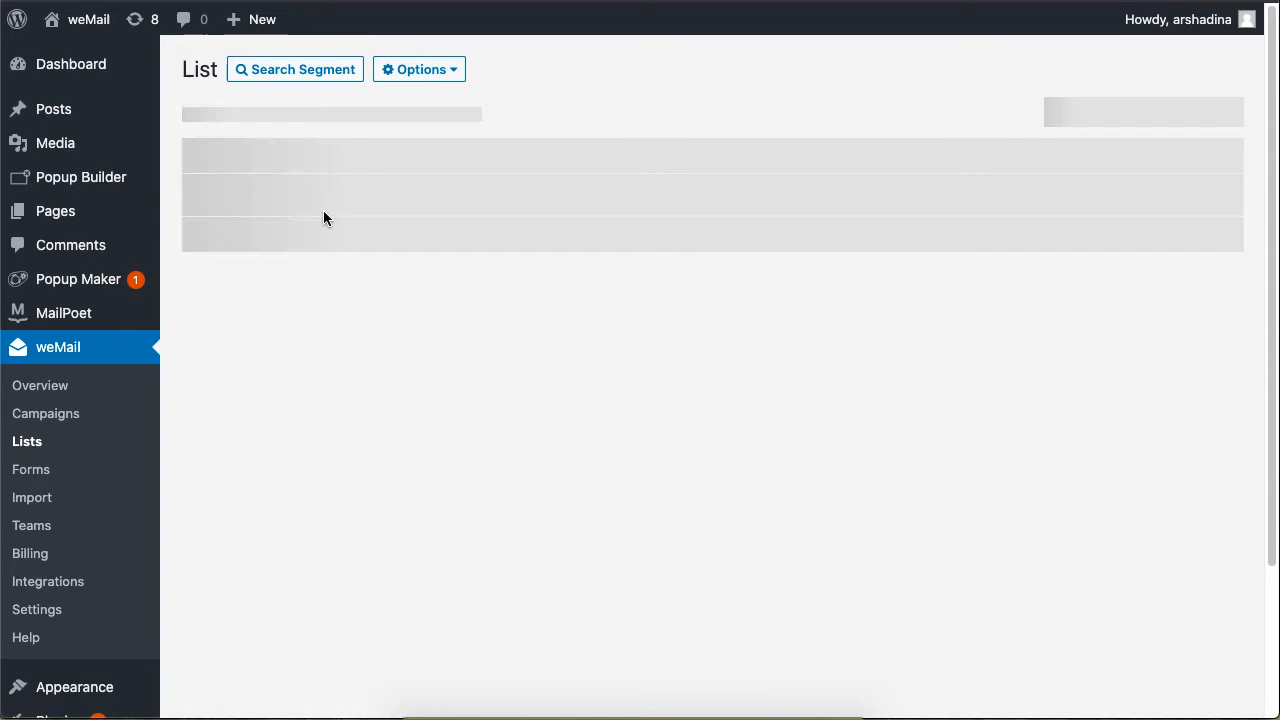 weMail 8 0 New Howdy, arshadina
Dashboard
Posts
Media
Popup Builder
Pages
Comments
Popup Maker 1
MailPoet
weMail
Overview
Campaigns
Lists
Forms
Import
Teams
Billing
Integrations
Settings
Help
Appearance
List Search Segment Options